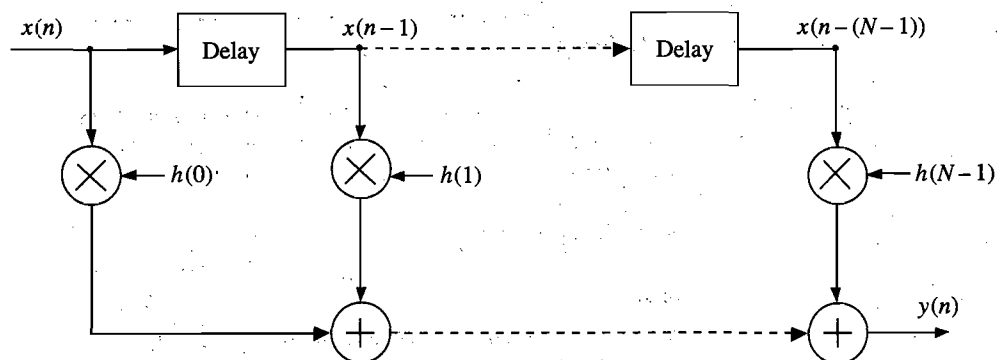 x(n)
x(n-1)
x(n-(N-1))
Delay
Delay
h(0)
h(1)
h(N-1)
y(n)